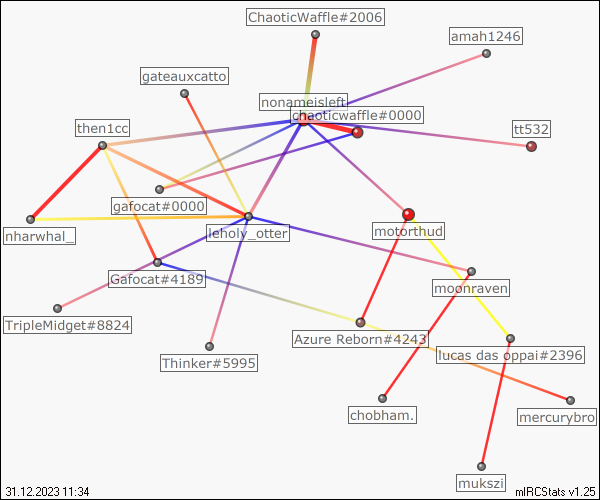 ChaoticWaffle#2006
amah1246
gateauxcatto
nonameisleft
chaoticwaffle#0000
then1cc
tt532
gafocat#0000
nharwhal_
leholy_otter
motorthud
Gafocat#4189
moonraven
TripleMidget#8824
Azure Reborn#4243
lucas das oppai#2396
Thinker#5995
chobham.
mercurybro
mukszi
31.12.2023 11:34
mIRCStats v1.25